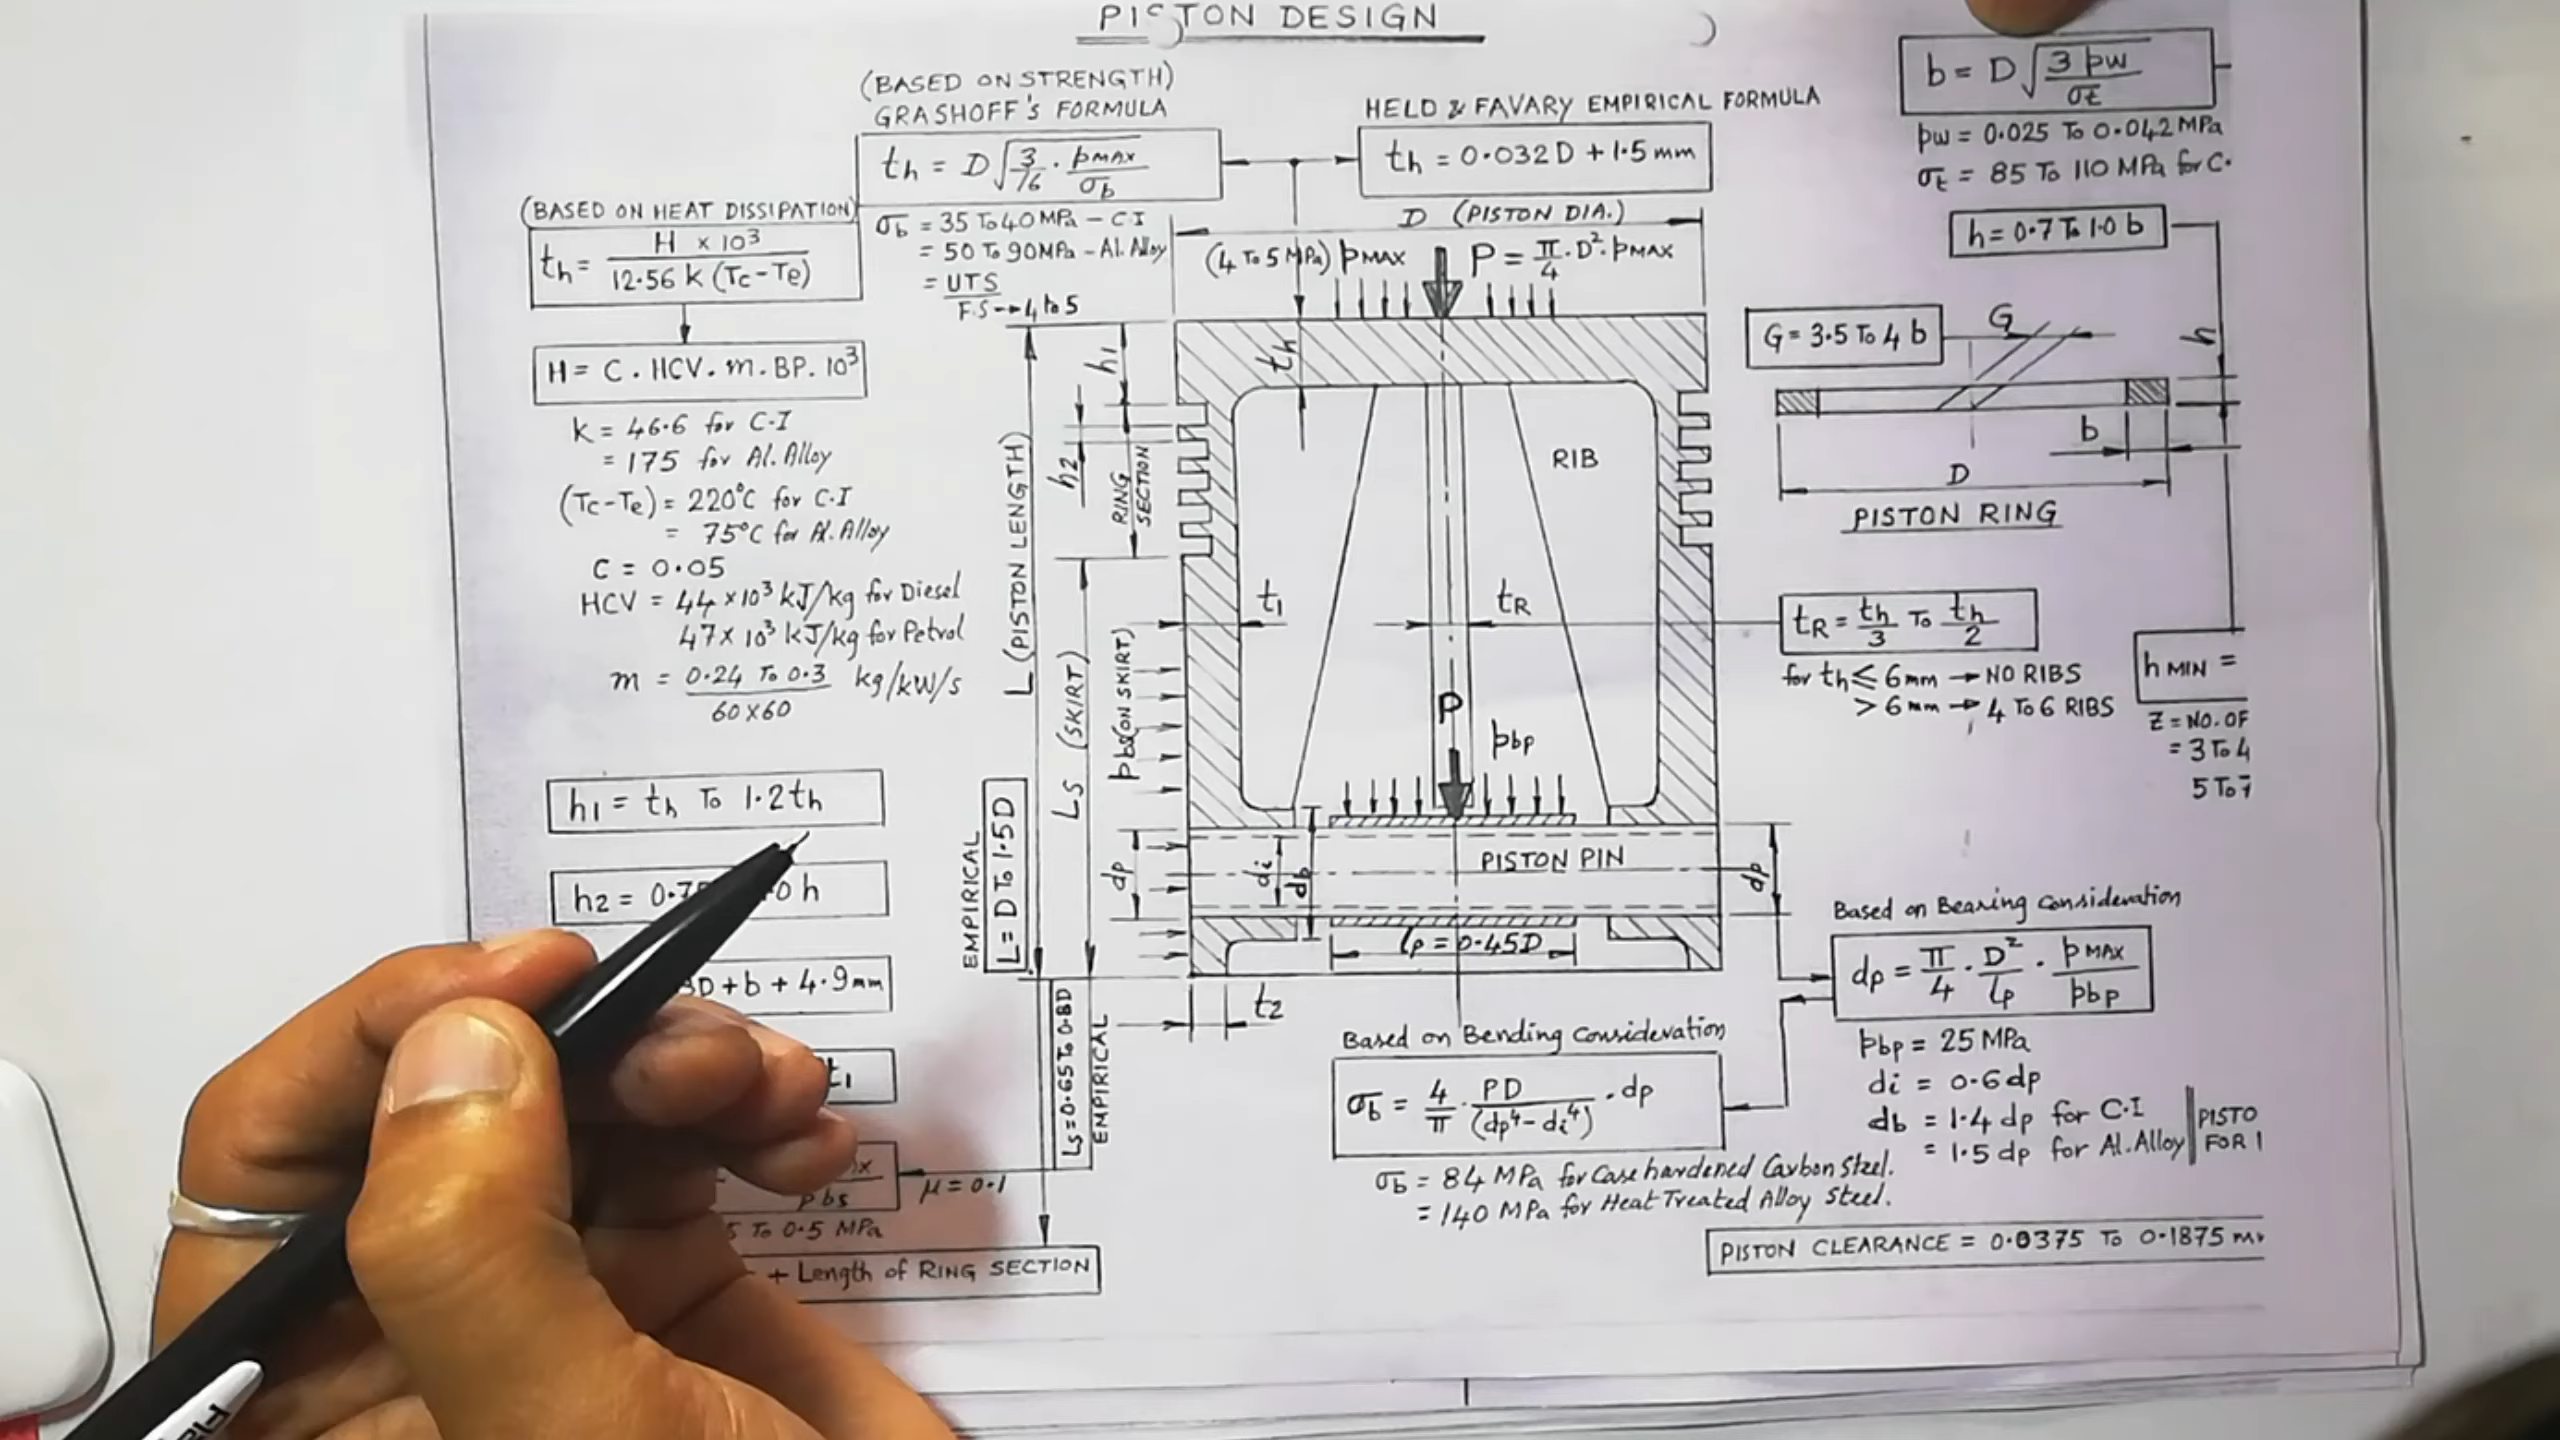 PISTON DESIGN
(BASED ON STRENGTH)
GRASHOFF'S FORMULA
th = D√(3/16 · pMAX/σb)
σb = 35 To 40 MPa - C.I
= 50 To 90 MPa - Al. Alloy
= UTS
F.S → 4 to 5
HELD & FAVARY EMPIRICAL FORMULA
th = 0.032D + 1.5 mm
D (PISTON DIA.)
(4 To 5 MPa) pMAX
P = π/4 · D² · pMAX
(BASED ON HEAT DISSIPATION)
th = H × 10³ / 12.56 k (Tc-Te)
H = C . HCV . m . BP. 10³
k = 46.6 for C.I
= 175 for Al. Alloy
(Tc-Te) = 220°C for C.I
= 75°C for Al. Alloy
C = 0.05
HCV = 44 × 10³ kJ/kg for Diesel
47 × 10³ kJ/kg for Petrol
m = 0.24 To 0.3 / 60×60 kg/kW/s
h1 = th To 1.2th
D + b + 4.9mm
t1
pbs
μ = 0.1
To 0.5 MPa
+ Length of RING SECTION
h1
h2
RING SECTION
th
L (PISTON LENGTH)
LS (SKIRT)
pbs (ON SKIRT)
EMPIRICAL
L = D To 1.5D
LS = 0.65 To 0.8D
EMPIRICAL
t1
tR
RIB
P
pbp
dp
di
db
PISTON PIN
dp
lp = 0.45D
t2
Based on Bending Consideration
σb = 4/π · PD/(dp⁴-di⁴) · dp
σb = 84 MPa for Case hardened Carbon Steel.
= 140 MPa for Heat Treated Alloy Steel.
b = D√(3 pw/σt)
pw = 0.025 To 0.042 MPa
σt = 85 To 110 MPa for C.
h = 0.7 To 1.0 b
G = 3.5 To 4 b
G
h
b
D
PISTON RING
tR = th/3 To th/2
for th ≤ 6mm → NO RIBS
> 6mm → 4 To 6 RIBS
h MIN =
Z = NO. OF
= 3 To 4
5 To 7
Based on Bearing Consideration
dp = π/4 · D²/lp · pMAX/pbp
pbp = 25 MPa
di = 0.6 dp
db = 1.4 dp for C.I
= 1.5 dp for Al. Alloy
PISTO
FOR
PISTON CLEARANCE = 0.0375 To 0.1875